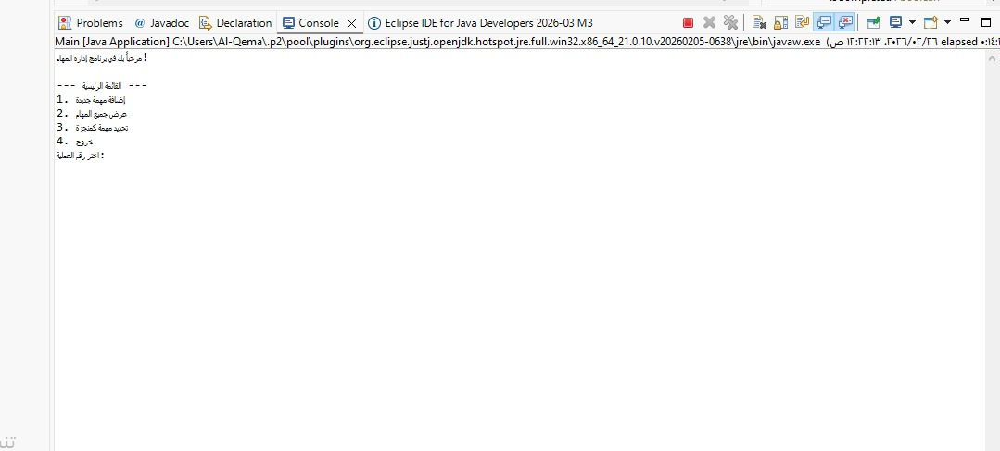 Problems @ Javadoc Declaration Console Eclipse IDE for Java Developers 2026-03 M3
Main [Java Application] C:\Users\Al-Qema\.p2\pool\plugins\org.eclipse.justj.openjdk.hotspot.jre.full.win32.x86_64_21.0.10.v20260205-0638\jre\bin\javaw.exe (٢٦‏/٠٢‏/٢٠٢٦، ١٢:٢٢:١٣ ص elapsed
مرحباً بك في برنامج إدارة المهام!
--- القائمة الرئيسية ---
1. إضافة مهمة جديدة
2. عرض جميع المهام
3. تحديد مهمة كمنجزة
4. خروج
اختر رقم العملية: